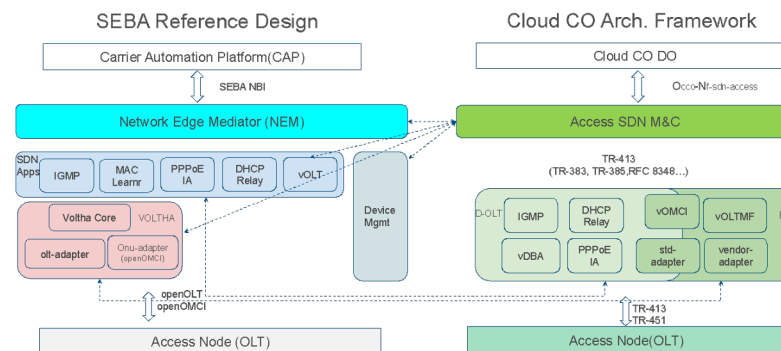 SEBA Reference Design
Cloud CO Arch. Framework
Carrier Automation Platform(CAP)
Cloud CO DO
SEBA NBI
Occo-Nf-sdn-access
Network Edge Mediator (NEM)
Access SDN M&C
SDN
Apps
IGMP
MAC
Learnr
PPPoE
IA
DHCP
Relay
vOLT
TR-413
(TR-383, TR-385,RFC 8348...)
Voltha Core
VOLTHA
olt-adapter
Onu-adapter
(openOMCI)
Device
Mgmt
D-OLT
IGMP
DHCP
Relay
vOMCI
vOLTMF
vDBA
PPPoE
IA
std-
adapter
vendor-
adapter
openOLT
openOMCI
TR-413
TR-451
Access Node (OLT)
Access Node(OLT)